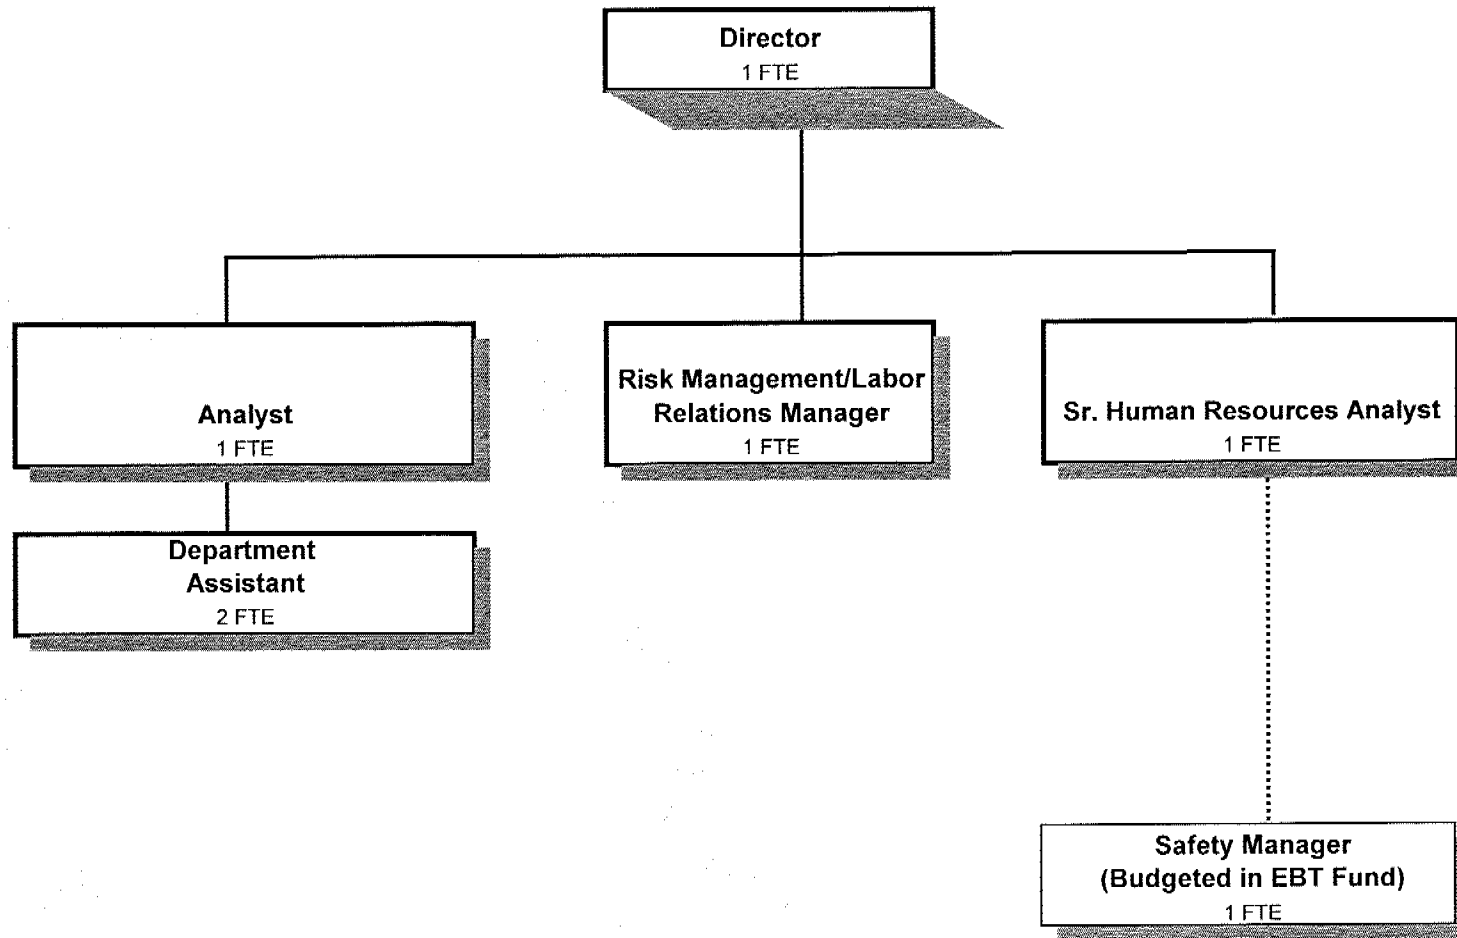 Director
1 FTE
Analyst
1 FTE
Risk Management/Labor
Relations Manager
1 FTE
Sr. Human Resources Analyst
1 FTE
Department
Assistant
2 FTE
Safety Manager
(Budgeted in EBT Fund)
1 FTE